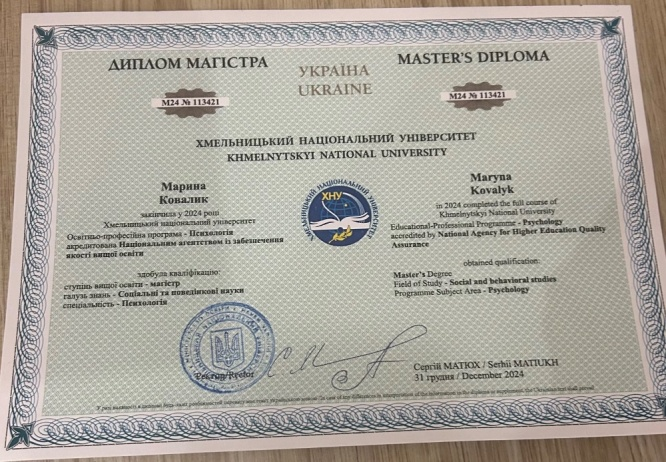 ДИПЛОМ МАГІСТРА
М24 № 113421
УКРАЇНА
UKRAINE
MASTER'S DIPLOMA
М24 № 113421
ХМЕЛЬНИЦЬКИЙ НАЦІОНАЛЬНИЙ УНІВЕРСИТЕТ
KHMELNYTSKYI NATIONAL UNIVERSITY
Марина
Ковалик
закінчила у 2024 році
Хмельницький національний університет
Освітньо-професійна програма - Психологія
акредитована Національним агентством із забезпечення
якості вищої освіти
здобула кваліфікацію:
ступінь вищої освіти - магістр
галузь знань - Соціальні та поведінкові науки
спеціальність - Психологія
ХМЕЛЬНИЦЬКИЙ НАЦІОНАЛЬНИЙ УНІВЕРСИТЕТ
ХНУ
Maryna
Kovalyk
in 2024 completed the full course of
Khmelnytskyi National University
Educational-Professional Programme - Psychology
accredited by National Agency for Higher Education Quality
Assurance
obtained qualification:
Master's Degree
Field of Study - Social and behavioral studies
Programme Subject Area - Psychology
Ректор/Rector
Сергій МАТЮХ / Serhii MATIUKH
31 грудня / December 2024